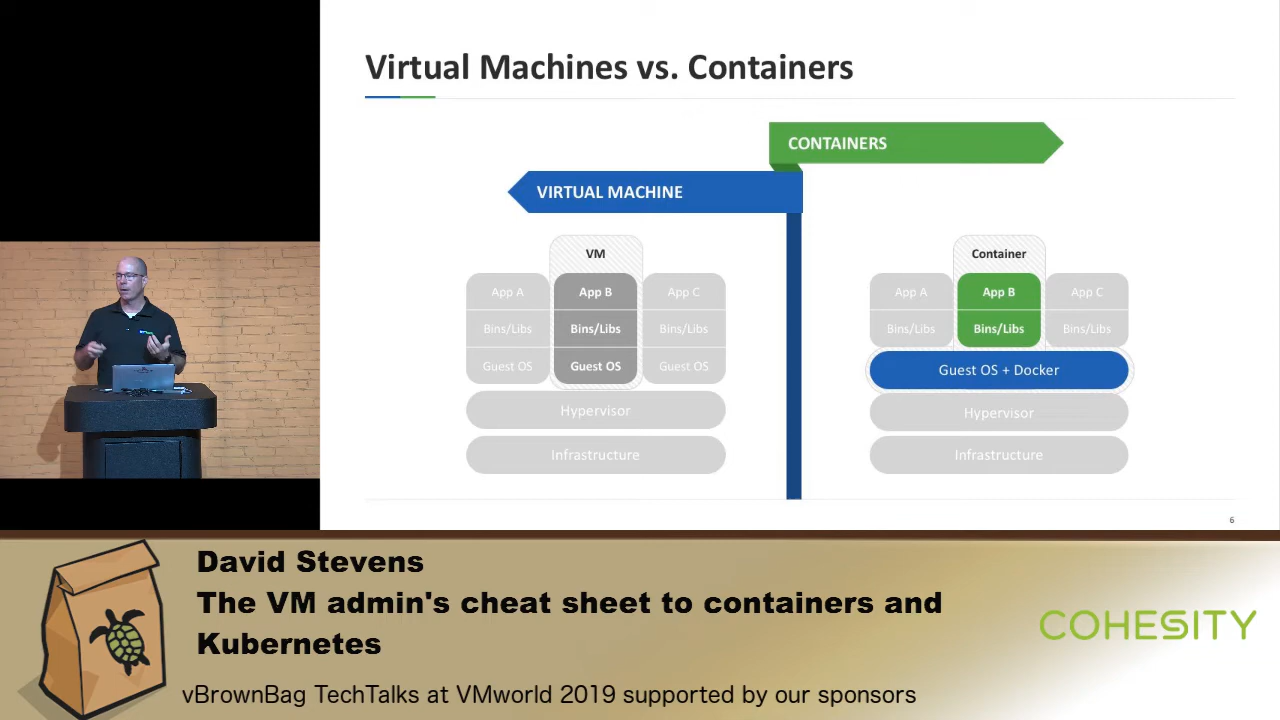 Virtual Machines vs. Containers
CONTAINERS
VIRTUAL MACHINE
VM
App A
App B
App C
Bins/Libs
Bins/Libs
Bins/Libs
Guest OS
Guest OS
Guest OS
Hypervisor
Infrastructure
Container
App A
App B
App C
Bins/Libs
Bins/Libs
Bins/Libs
Guest OS + Docker
Hypervisor
Infrastructure
6
David Stevens
The VM admin's cheat sheet to containers and
Kubernetes
COHESITY
vBrownBag TechTalks at VMworld 2019 supported by our sponsors